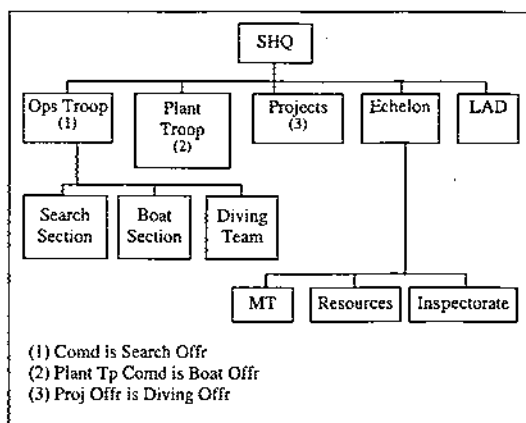 SHQ
Ops Troop
(1)
Plant
Troop
(2)
Projects
(3)
Echelon
LAD
Search
Section
Boat
Section
Diving
Team
MT
Resources
Inspectorate
(1) Comd is Search Offr
(2) Plant Tp Comd is Boat Offr
(3) Proj Offr is Diving Offr